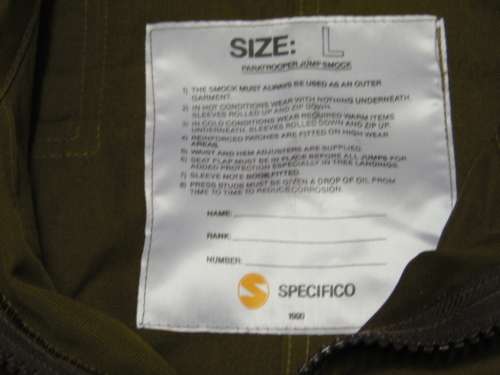 SIZE: L
PARATROOPER JUMP SMOCK
1) THE SMOCK MUST ALWAYS BE USED AS AN OUTER
GARMENT.
2) IN HOT CONDITIONS WEAR WITH NOTHING UNDERNEATH.
SLEEVES ROLLED UP AND ZIP DOWN.
3) IN COLD CONDITIONS WEAR REQUIRED WARM ITEMS
UNDERNEATH. SLEEVES ROLLED DOWN AND ZIP UP.
4) REINFORCED PATCHES ARE FITTED ON HIGH WEAR
AREAS.
5) WAIST AND HEM ADJUSTERS ARE SUPPLIED.
6) SEAT FLAP MUST BE IN PLACE BEFORE ALL JUMPS FOR
ADDED PROTECTION ESPECIALLY IN TREE LANDINGS.
7) SLEEVE NOTE BOOK FITTED.
8) PRESS STUDS MUST BE GIVEN A DROP OF OIL FROM
TIME TO TIME TO REDUCE CORROSION.
NAME:
RANK:
NUMBER:
S SPECIFICO
1990